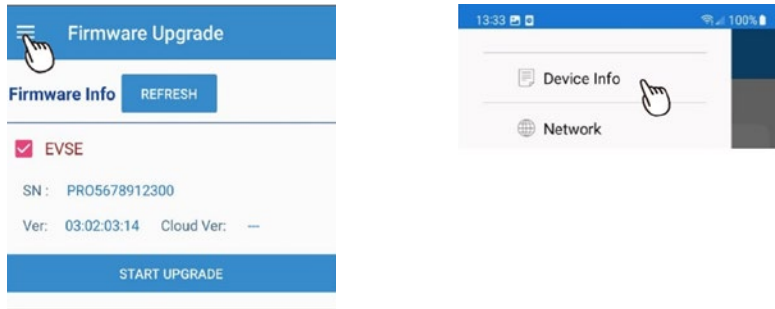 Firmware Upgrade
Firmware Info REFRESH
EVSE
SN : PRO5678912300
Ver: 03:02:03:14 Cloud Ver: ---
START UPGRADE
13:33 100%
Device Info
Network